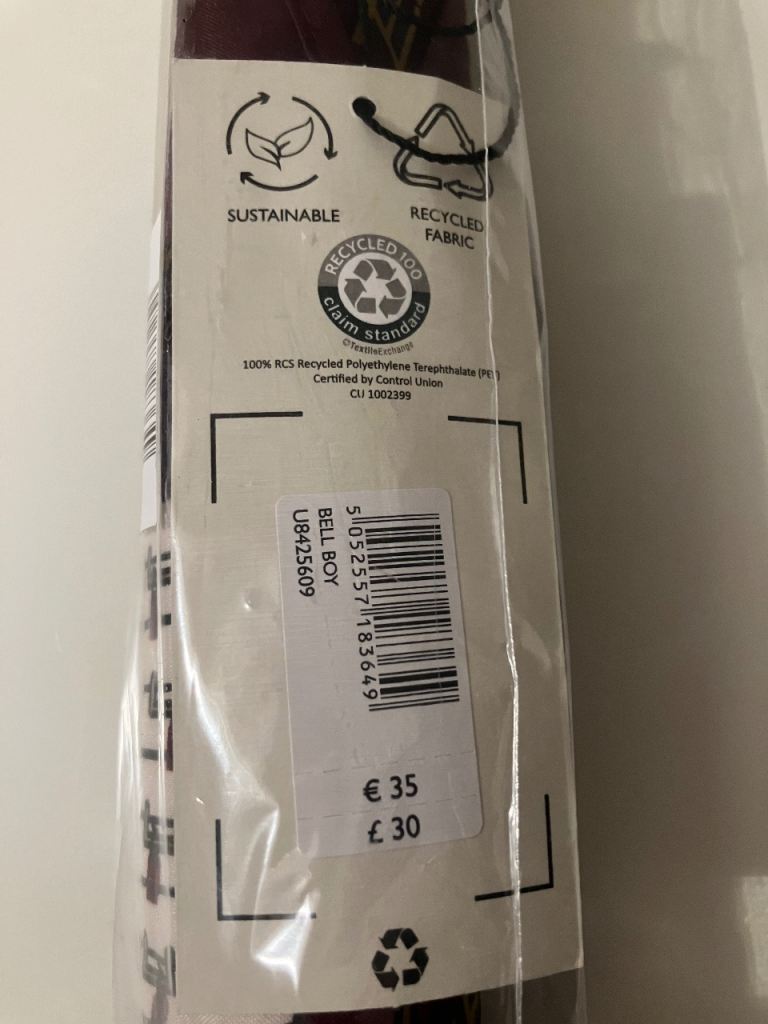 SUSTAINABLE
RECYCLED
FABRIC
RECYCLED 100
claim standard
©TextileExchange
100% RCS Recycled Polyethylene Terephthalate (PET)
Certified by Control Union
CU 1002399
5 052557 183649
BELL BOY
U8425609
€ 35
£ 30